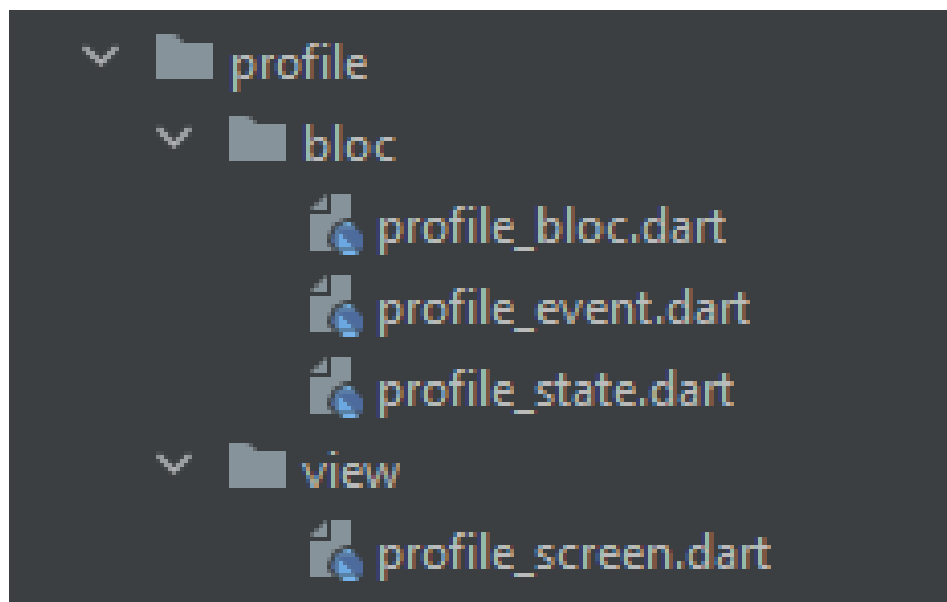 profile
bloc
profile_bloc.dart
profile_event.dart
profile_state.dart
view
profile_screen.dart